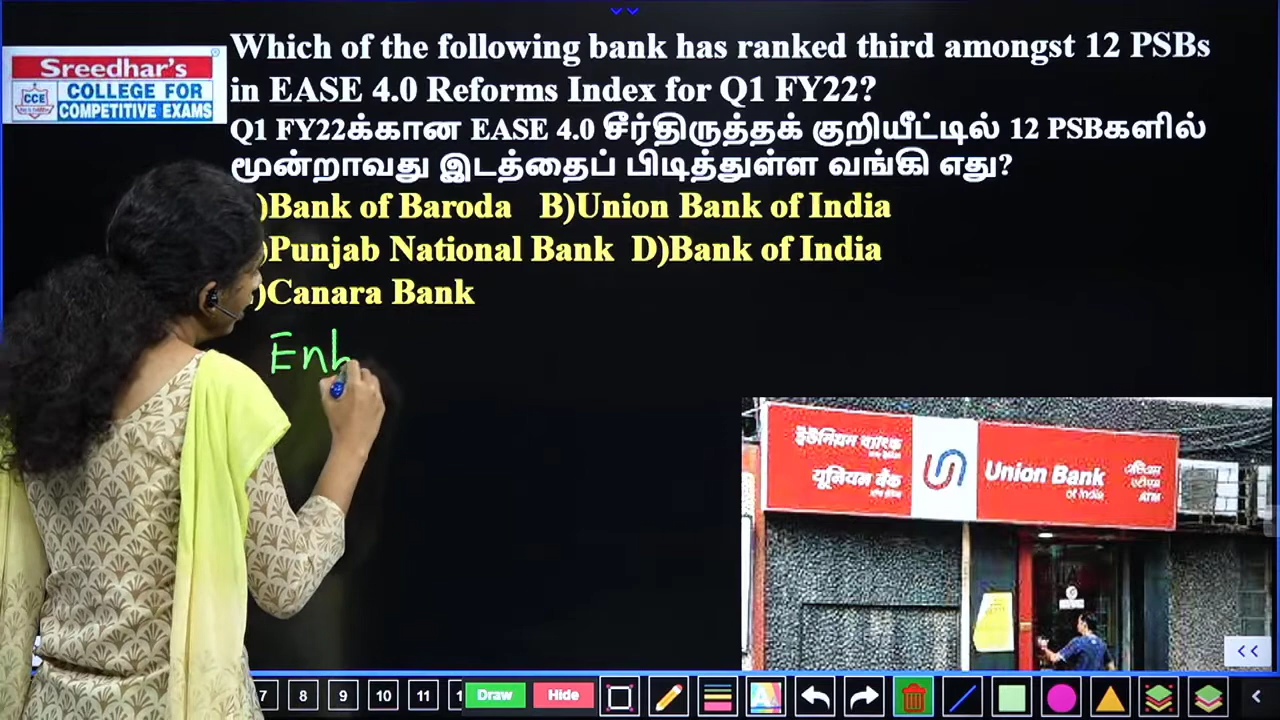 Sreedhar's
CCE
COLLEGE FOR
COMPETITIVE EXAMS
Which of the following bank has ranked third amongst 12 PSBs
in EASE 4.0 Reforms Index for Q1 FY22?
Q1 FY22க்கான EASE 4.0 சீர்திருத்தக் குறியீட்டில் 12 PSBகளில்
மூன்றாவது இடத்தைப் பிடித்துள்ள வங்கி எது?
)Bank of Baroda B)Union Bank of India
)Punjab National Bank D)Bank of India
)Canara Bank
Enh
यूनियन बैंक
Union Bank
of India
ATM
<<
7 8 9 10 11 1 Draw Hide